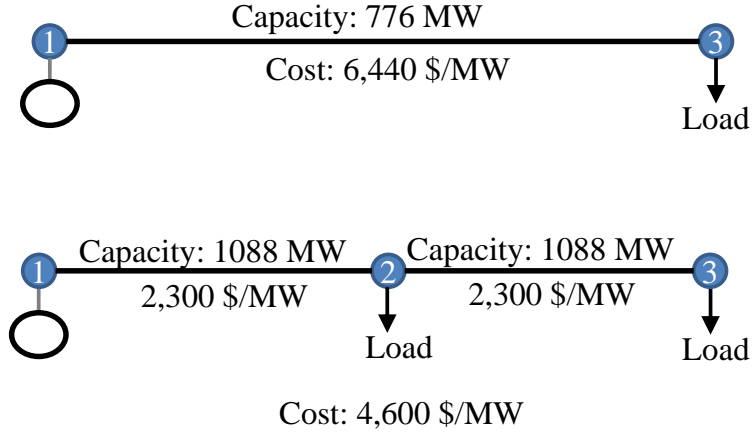 Capacity: 776 MW
1 3
Cost: 6,440 $/MW
Load
Capacity: 1088 MW Capacity: 1088 MW
1 2 3
2,300 $/MW 2,300 $/MW
Load Load
Cost: 4,600 $/MW